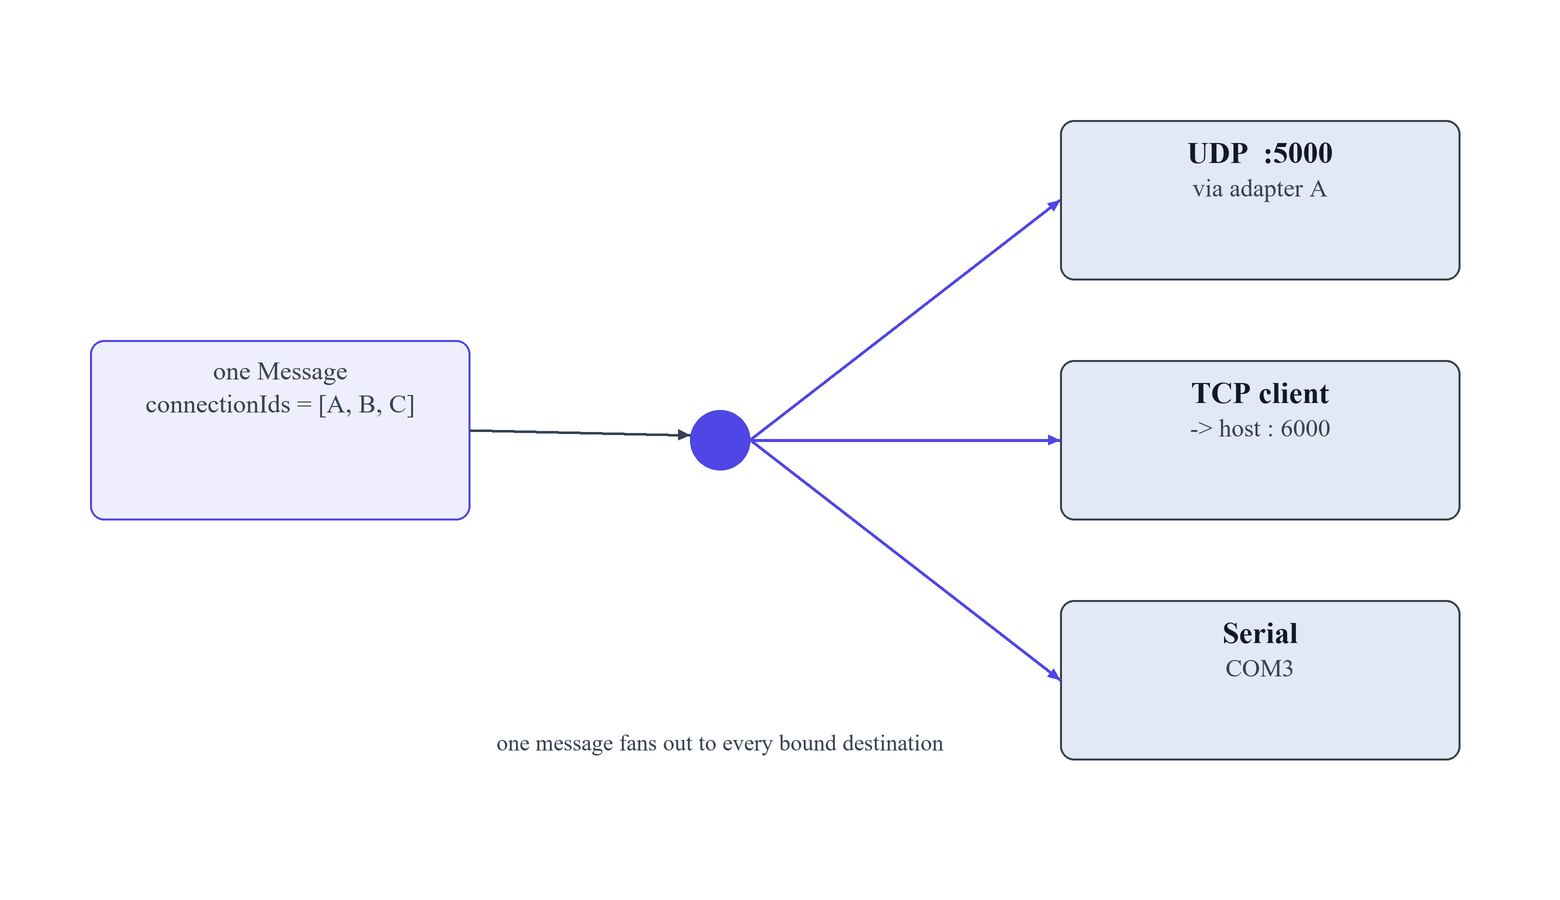 one Message
connectionIds = [A, B, C]
UDP  :5000
via adapter A
TCP client
-> host : 6000
Serial
COM3
one message fans out to every bound destination